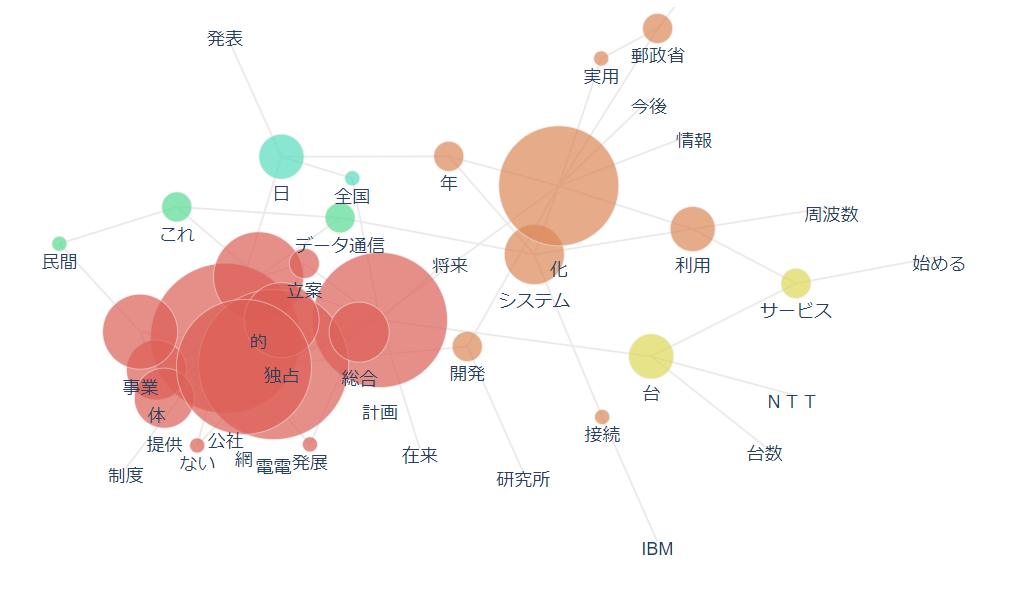 発表
郵政省
実用
今後
情報
年
日
全国
周波数
これ
データ通信
民間
将来
利用
始める
化
立案
システム
サービス
的
開発
独占
総合
事業
台
ＮＴＴ
体
計画
接続
公社
提供
台数
在来
網
ない
電電
発展
制度
研究所
IBM